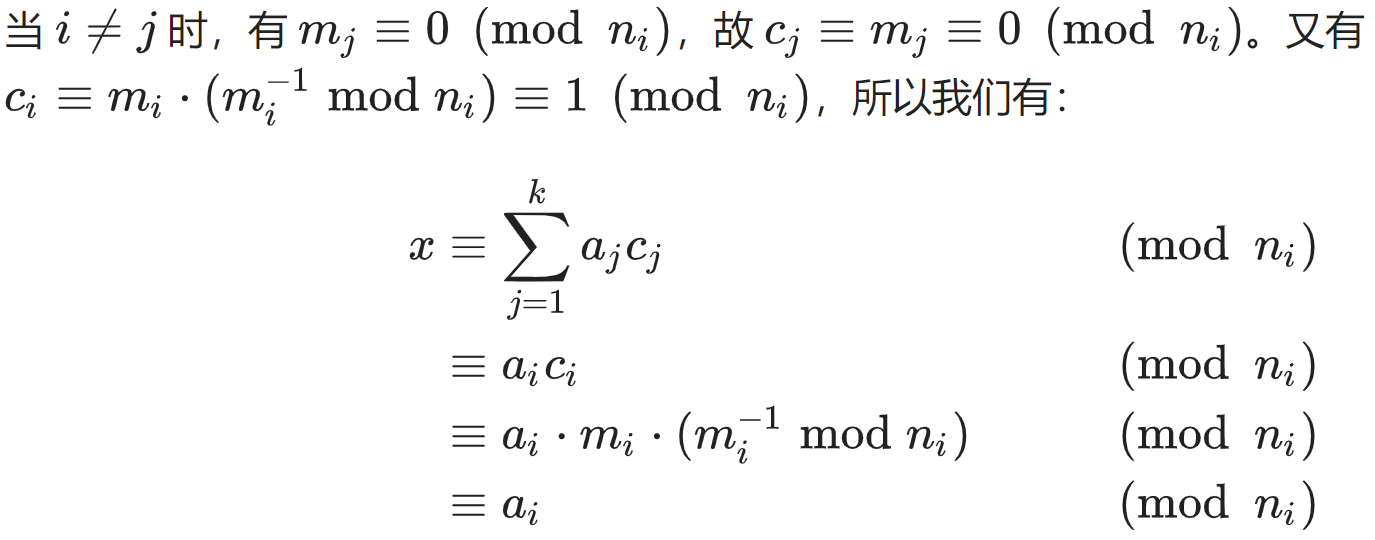 当 i ≠ j 时，有 m_j ≡ 0 (mod n_i)，故 c_j ≡ m_j ≡ 0 (mod n_i)。又有
c_i ≡ m_i · (m_i^{-1} mod n_i) ≡ 1 (mod n_i)，所以我们有：
x ≡ \sum_{j=1}^{k} a_j c_j (mod n_i)
≡ a_i c_i (mod n_i)
≡ a_i · m_i · (m_i^{-1} mod n_i) (mod n_i)
≡ a_i (mod n_i)